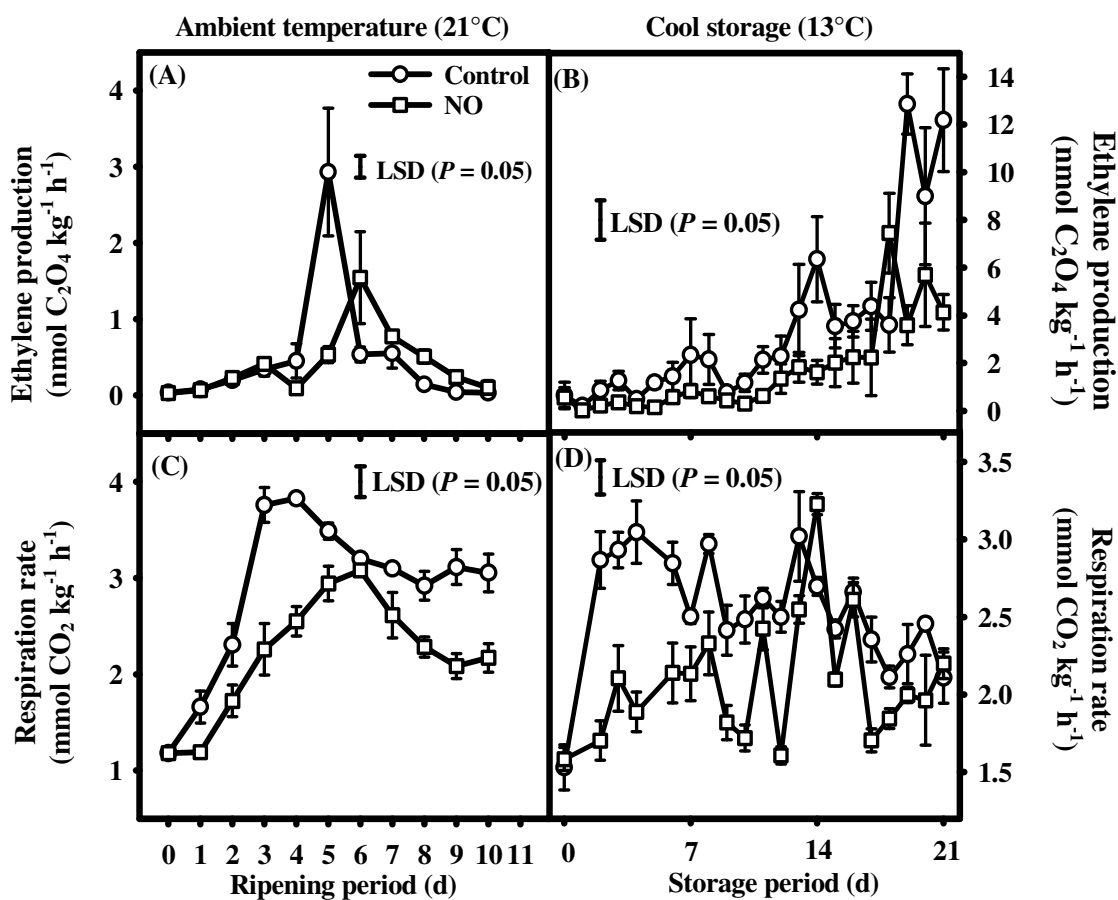 Ambient temperature (21°C)
Cool storage (13°C)
(A)
Control
NO
LSD (P = 0.05)
4
3
2
1
0
Ethylene production
(nmol C₂O₄ kg⁻¹ h⁻¹)
(B)
LSD (P = 0.05)
14
12
10
8
6
4
2
0
Ethylene production
(nmol C₂O₄ kg⁻¹ h⁻¹)
(C)
LSD (P = 0.05)
4
3
2
1
Respiration rate
(mmol CO₂ kg⁻¹ h⁻¹)
0 1 2 3 4 5 6 7 8 9 10 11
Ripening period (d)
(D)
LSD (P = 0.05)
3.5
3.0
2.5
2.0
1.5
Respiration rate
(mmol CO₂ kg⁻¹ h⁻¹)
0 7 14 21
Storage period (d)